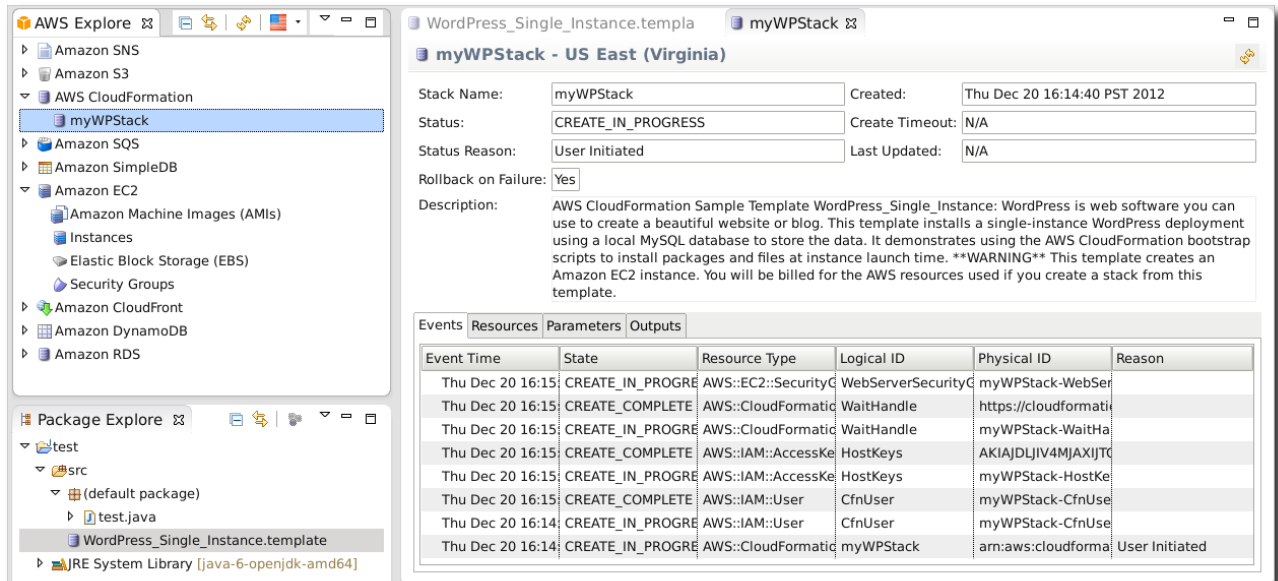 AWS Explore
Amazon SNS
Amazon S3
AWS CloudFormation
myWPStack
Amazon SQS
Amazon SimpleDB
Amazon EC2
Amazon Machine Images (AMIs)
Instances
Elastic Block Storage (EBS)
Security Groups
Amazon CloudFront
Amazon DynamoDB
Amazon RDS
Package Explore
test
src
(default package)
test.java
WordPress_Single_Instance.template
JRE System Library [java-6-openjdk-amd64]
WordPress_Single_Instance.templa myWPStack
myWPStack - US East (Virginia)
Stack Name: myWPStack Created: Thu Dec 20 16:14:40 PST 2012
Status: CREATE_IN_PROGRESS Create Timeout: N/A
Status Reason: User Initiated Last Updated: N/A
Rollback on Failure: Yes
Description: AWS CloudFormation Sample Template WordPress_Single_Instance: WordPress is web software you can
use to create a beautiful website or blog. This template installs a single-instance WordPress deployment
using a local MySQL database to store the data. It demonstrates using the AWS CloudFormation bootstrap
scripts to install packages and files at instance launch time. **WARNING** This template creates an
Amazon EC2 instance. You will be billed for the AWS resources used if you create a stack from this
template.
Events Resources Parameters Outputs
Event Time State Resource Type Logical ID Physical ID Reason
Thu Dec 20 16:15: CREATE_IN_PROGRE AWS::EC2::SecurityG WebServerSecurityG myWPStack-WebSer
Thu Dec 20 16:15: CREATE_COMPLETE AWS::CloudFormatio WaitHandle https://cloudformati
Thu Dec 20 16:15: CREATE_IN_PROGRE AWS::CloudFormatio WaitHandle myWPStack-WaitHa
Thu Dec 20 16:15: CREATE_COMPLETE AWS::IAM::AccessKe HostKeys AKIAJDLJIV4MJAXIJTO
Thu Dec 20 16:15: CREATE_IN_PROGRE AWS::IAM::AccessKe HostKeys myWPStack-HostKe
Thu Dec 20 16:15: CREATE_COMPLETE AWS::IAM::User CfnUser myWPStack-CfnUse
Thu Dec 20 16:14: CREATE_IN_PROGRE AWS::IAM::User CfnUser myWPStack-CfnUse
Thu Dec 20 16:14: CREATE_IN_PROGRE AWS::CloudFormatio myWPStack arn:aws:cloudforma User Initiated